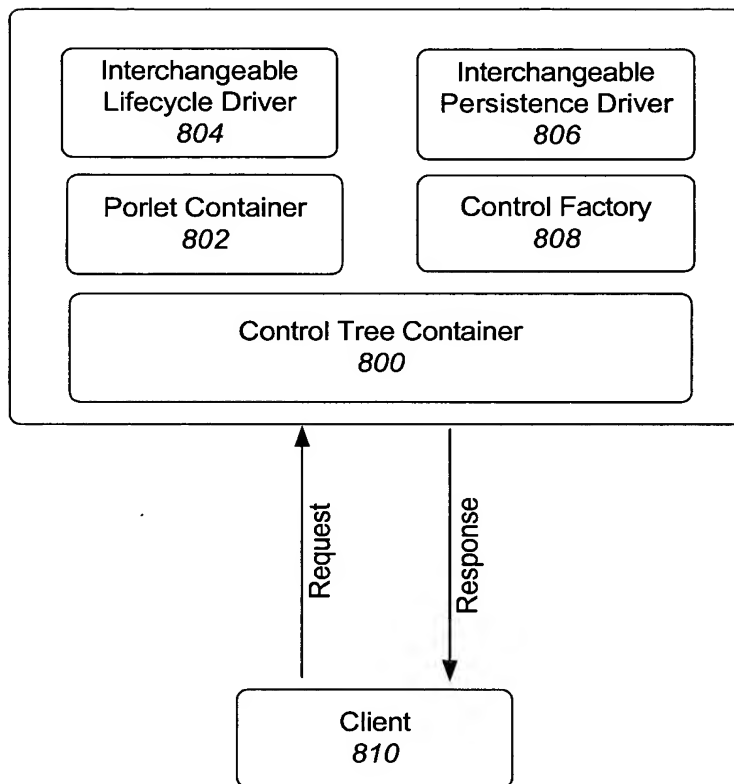 Interchangeable
Lifecycle Driver
804
Interchangeable
Persistence Driver
806
Porlet Container
802
Control Factory
808
Control Tree Container
800
Request
Response
Client
810